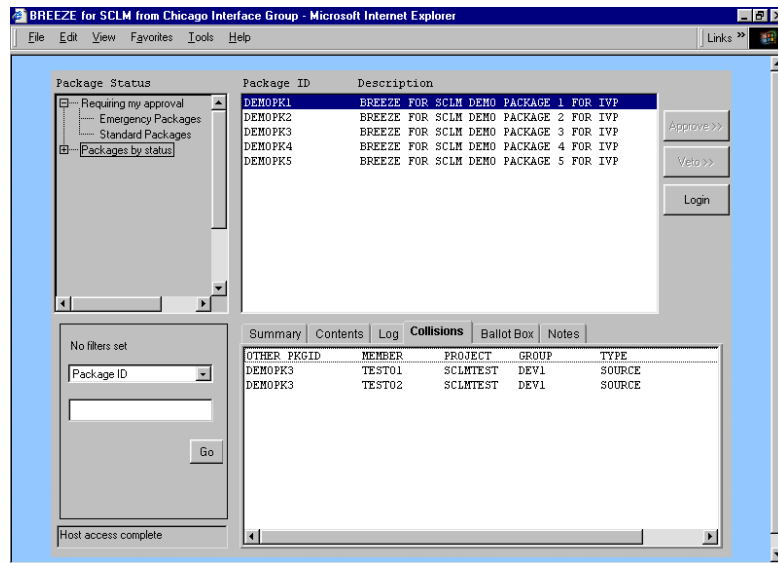 BREEZE for SCLM from Chicago Interface Group - Microsoft Internet Explorer
File Edit View Favorites Tools Help Links »
Package Status
Requiring my approval
Emergency Packages
Standard Packages
Packages by status
Package ID Description
DEMOPK1 BREEZE FOR SCLM DEMO PACKAGE 1 FOR IVP
DEMOPK2 BREEZE FOR SCLM DEMO PACKAGE 2 FOR IVP
DEMOPK3 BREEZE FOR SCLM DEMO PACKAGE 3 FOR IVP
DEMOPK4 BREEZE FOR SCLM DEMO PACKAGE 4 FOR IVP
DEMOPK5 BREEZE FOR SCLM DEMO PACKAGE 5 FOR IVP
Approve >>
Veto >>
Login
No filters set
Package ID
Go
Host access complete
Summary Contents Log Collisions Ballot Box Notes
OTHER PKGID MEMBER PROJECT GROUP TYPE
DEMOPK3 TEST01 SCLMTEST DEV1 SOURCE
DEMOPK3 TEST02 SCLMTEST DEV1 SOURCE